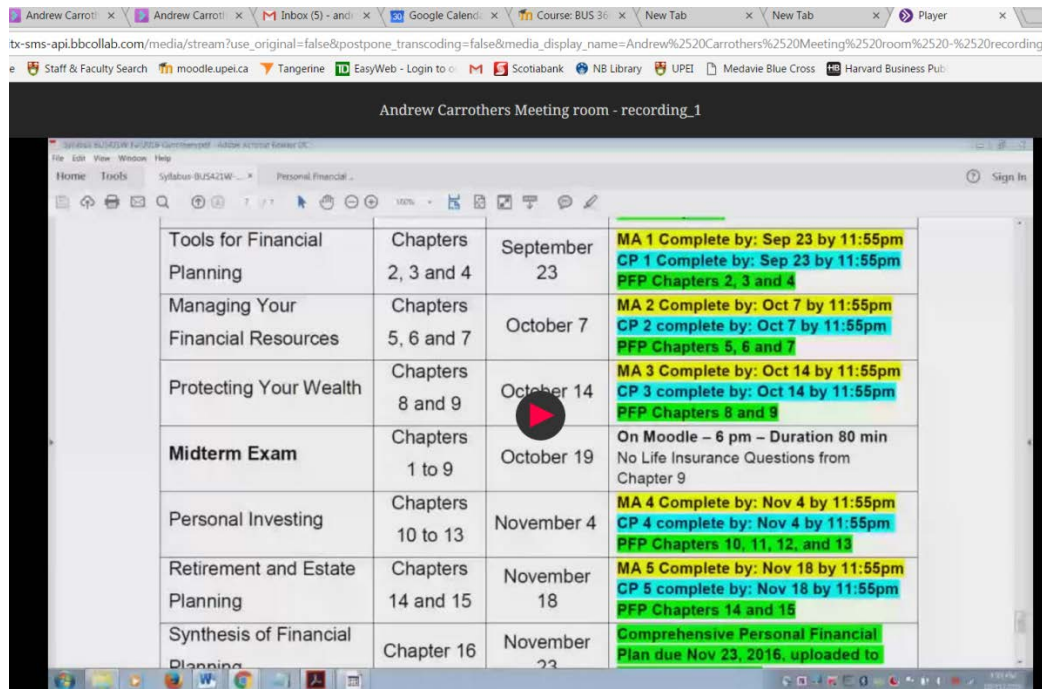 Andrew Carroth
Andrew Carroth
Inbox (5) - andr
Google Calenda
Course: BUS 36
New Tab
New Tab
Player
tx-sms-api.bbcollab.com/media/stream?use_original=false&postpone_transcoding=false&media_display_name=Andrew%2520Carrothers%2520Meeting%2520room%2520-%2520recording
Staff & Faculty Search
moodle.upei.ca
Tangerine
EasyWeb - Login to o
Scotiabank
NB Library
UPEI
Medavie Blue Cross
Harvard Business Pub
Andrew Carrothers Meeting room - recording_1
File Edit View Window Help
Home Tools Syllabus-BUS421W-... × Personal Financial ..
Sign In
Tools for Financial
Planning
Chapters
2, 3 and 4
September
23
MA 1 Complete by: Sep 23 by 11:55pm
CP 1 Complete by: Sep 23 by 11:55pm
PFP Chapters 2, 3 and 4
Managing Your
Financial Resources
Chapters
5, 6 and 7
October 7
MA 2 Complete by: Oct 7 by 11:55pm
CP 2 complete by: Oct 7 by 11:55pm
PFP Chapters 5, 6 and 7
Protecting Your Wealth
Chapters
8 and 9
October 14
MA 3 Complete by: Oct 14 by 11:55pm
CP 3 complete by: Oct 14 by 11:55pm
PFP Chapters 8 and 9
Midterm Exam
Chapters
1 to 9
October 19
On Moodle – 6 pm – Duration 80 min
No Life Insurance Questions from
Chapter 9
Personal Investing
Chapters
10 to 13
November 4
MA 4 Complete by: Nov 4 by 11:55pm
CP 4 complete by: Nov 4 by 11:55pm
PFP Chapters 10, 11, 12, and 13
Retirement and Estate
Planning
Chapters
14 and 15
November
18
MA 5 Complete by: Nov 18 by 11:55pm
CP 5 complete by: Nov 18 by 11:55pm
PFP Chapters 14 and 15
Synthesis of Financial
Planning
Chapter 16
November
23
Comprehensive Personal Financial
Plan due Nov 23, 2016, uploaded to